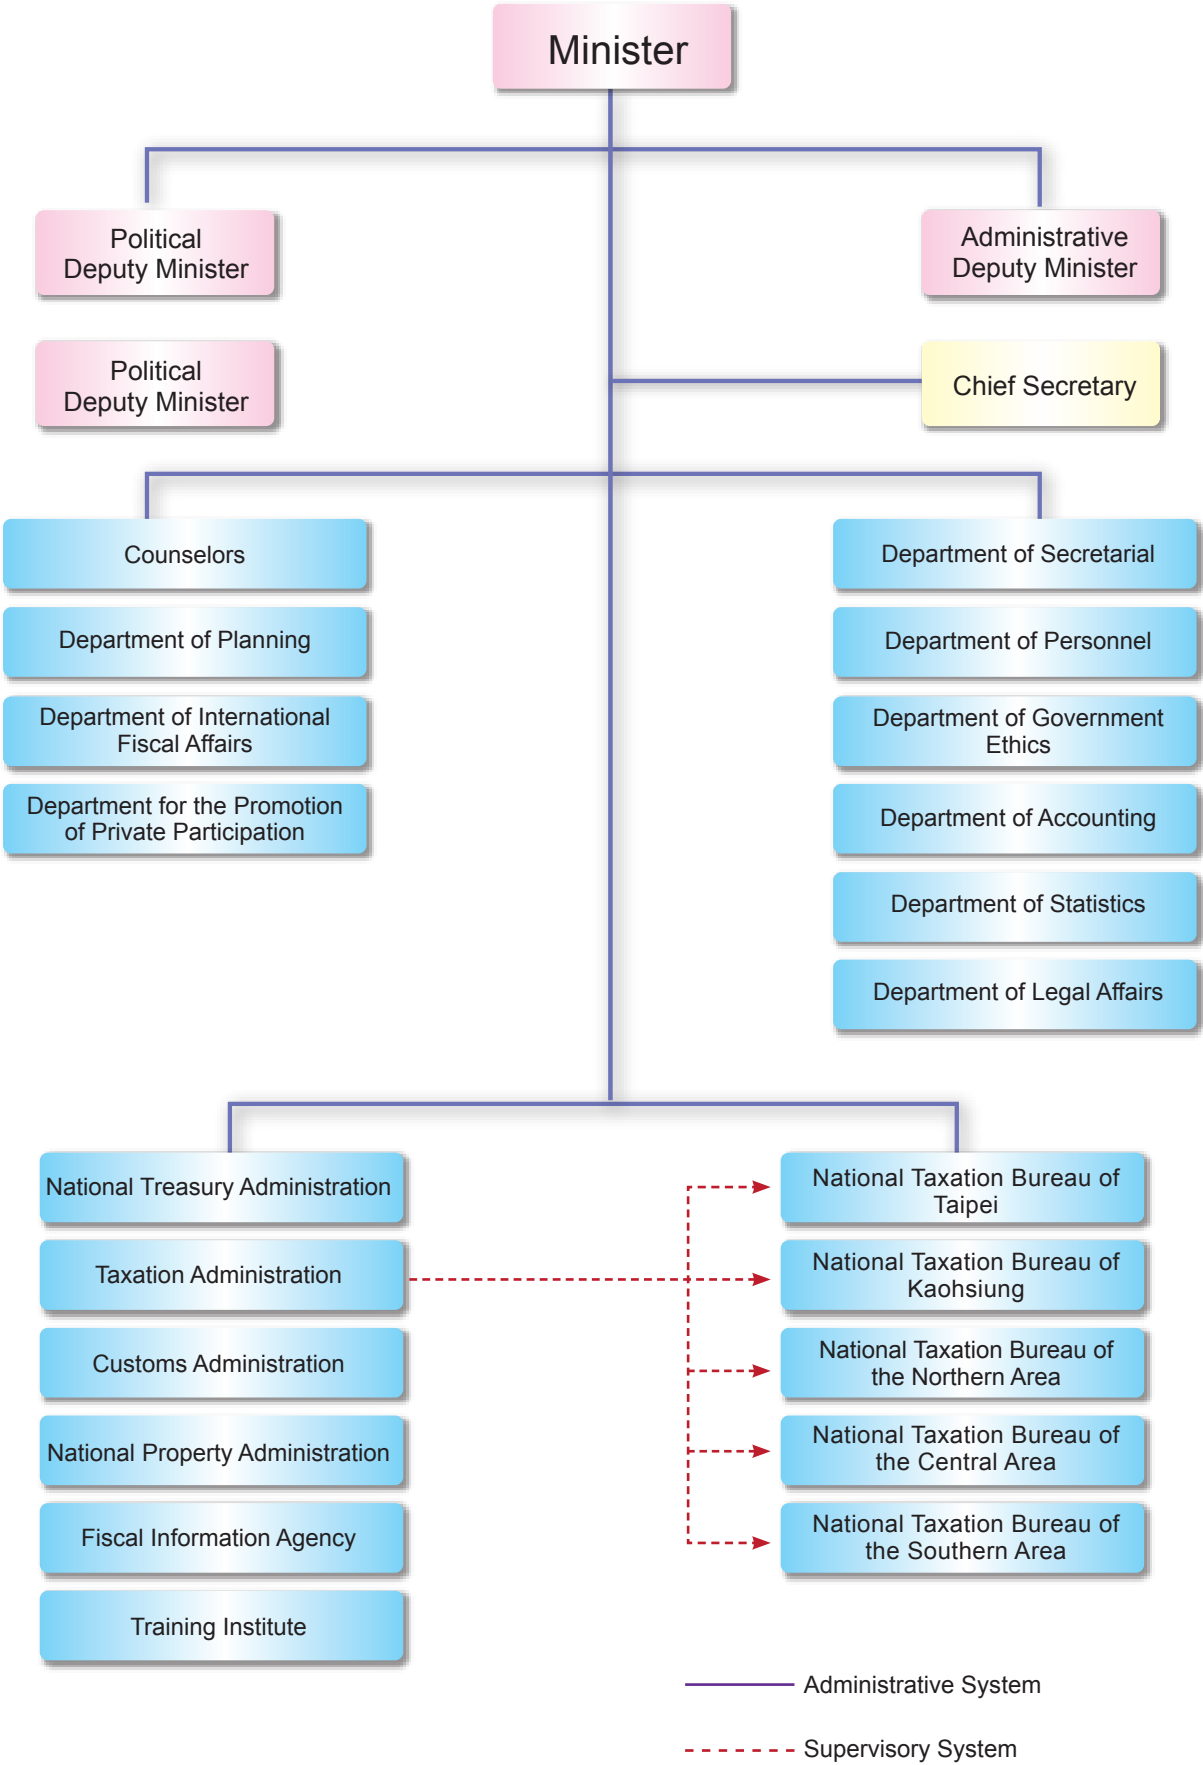 Minister
Political
Deputy Minister
Administrative
Deputy Minister
Political
Deputy Minister
Chief Secretary
Counselors
Department of Planning
Department of International
Fiscal Affairs
Department for the Promotion
of Private Participation
Department of Secretarial
Department of Personnel
Department of Government
Ethics
Department of Accounting
Department of Statistics
Department of Legal Affairs
National Treasury Administration
Taxation Administration
Customs Administration
National Property Administration
Fiscal Information Agency
Training Institute
National Taxation Bureau of
Taipei
National Taxation Bureau of
Kaohsiung
National Taxation Bureau of
the Northern Area
National Taxation Bureau of
the Central Area
National Taxation Bureau of
the Southern Area
Administrative System
Supervisory System